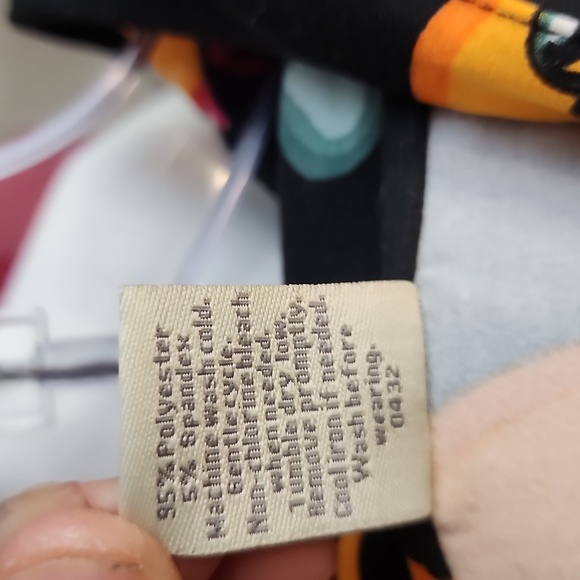 95% Polyester
5% Spandex
Machine wash cold.
Gentle cycle.
Non-chlorine bleach
when needed.
Tumble dry low.
Remove promptly.
Cool iron if needed.
Wash before
wearing.
0432